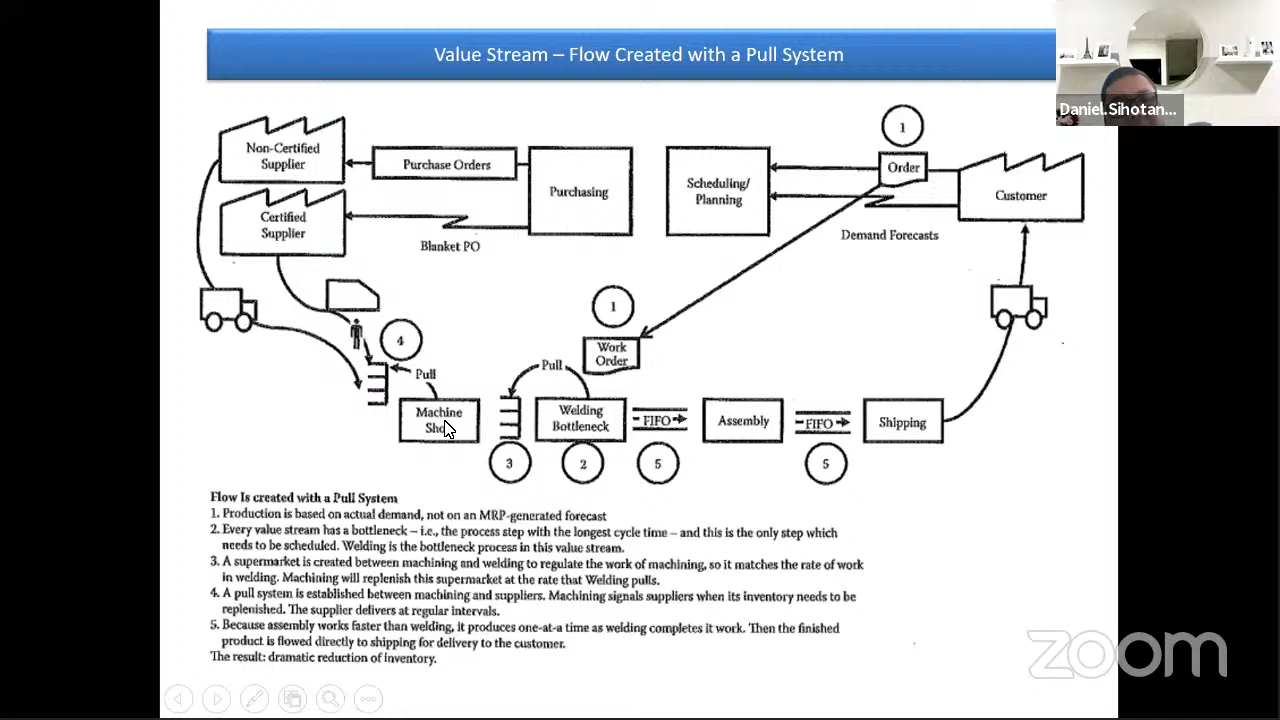 Value Stream – Flow Created with a Pull System
Daniel.Sihotan...
1
Non-Certified
Supplier
Purchase Orders
Purchasing
Scheduling/
Planning
Order
Customer
Certified
Supplier
Blanket PO
Demand Forecasts
1
4
Work
Order
Pull
Pull
Machine
Welding
Bottleneck
FIFO
Assembly
FIFO
Shipping
3
2
5
5
Flow Is created with a Pull System
1. Production is based on actual demand, not on an MRP-generated forecast
2. Every value stream has a bottleneck – i.e., the process step with the longest cycle time – and this is the only step which
needs to be scheduled. Welding is the bottleneck process in this value stream.
3. A supermarket is created between machining and welding to regulate the work of machining, so it matches the rate of work
in welding. Machining will replenish this supermarket at the rate that Welding pulls.
4. A pull system is established between machining and suppliers. Machining signals suppliers when its inventory needs to be
replenished. The supplier delivers at regular intervals.
5. Because assembly works faster than welding, it produces one-at-a time as welding completes it work. Then the finished
product is flowed directly to shipping for delivery to the customer.
The result: dramatic reduction of inventory.
zoom